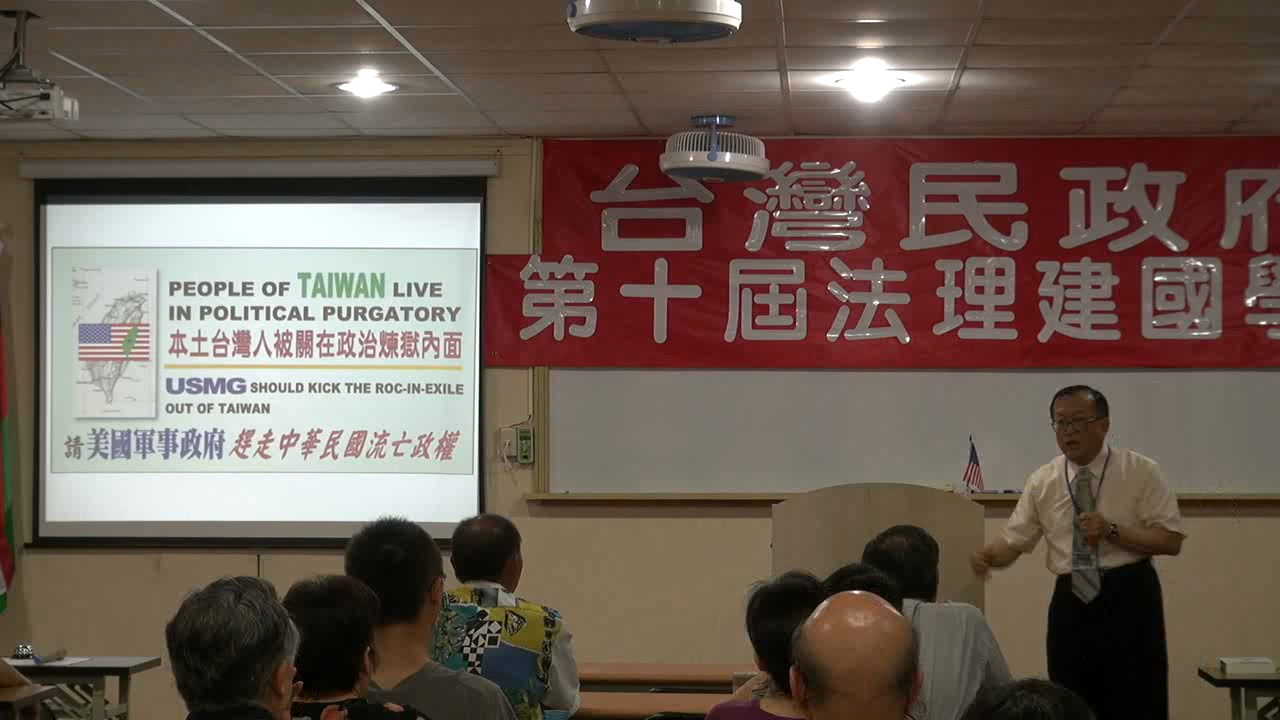 PEOPLE OF TAIWAN LIVE
IN POLITICAL PURGATORY
本土台灣人被關在政治煉獄內面
USMG SHOULD KICK THE ROC-IN-EXILE
OUT OF TAIWAN
請 美國軍事政府 趕走中華民國流亡政權
台灣民政府
第十屆法理建國學